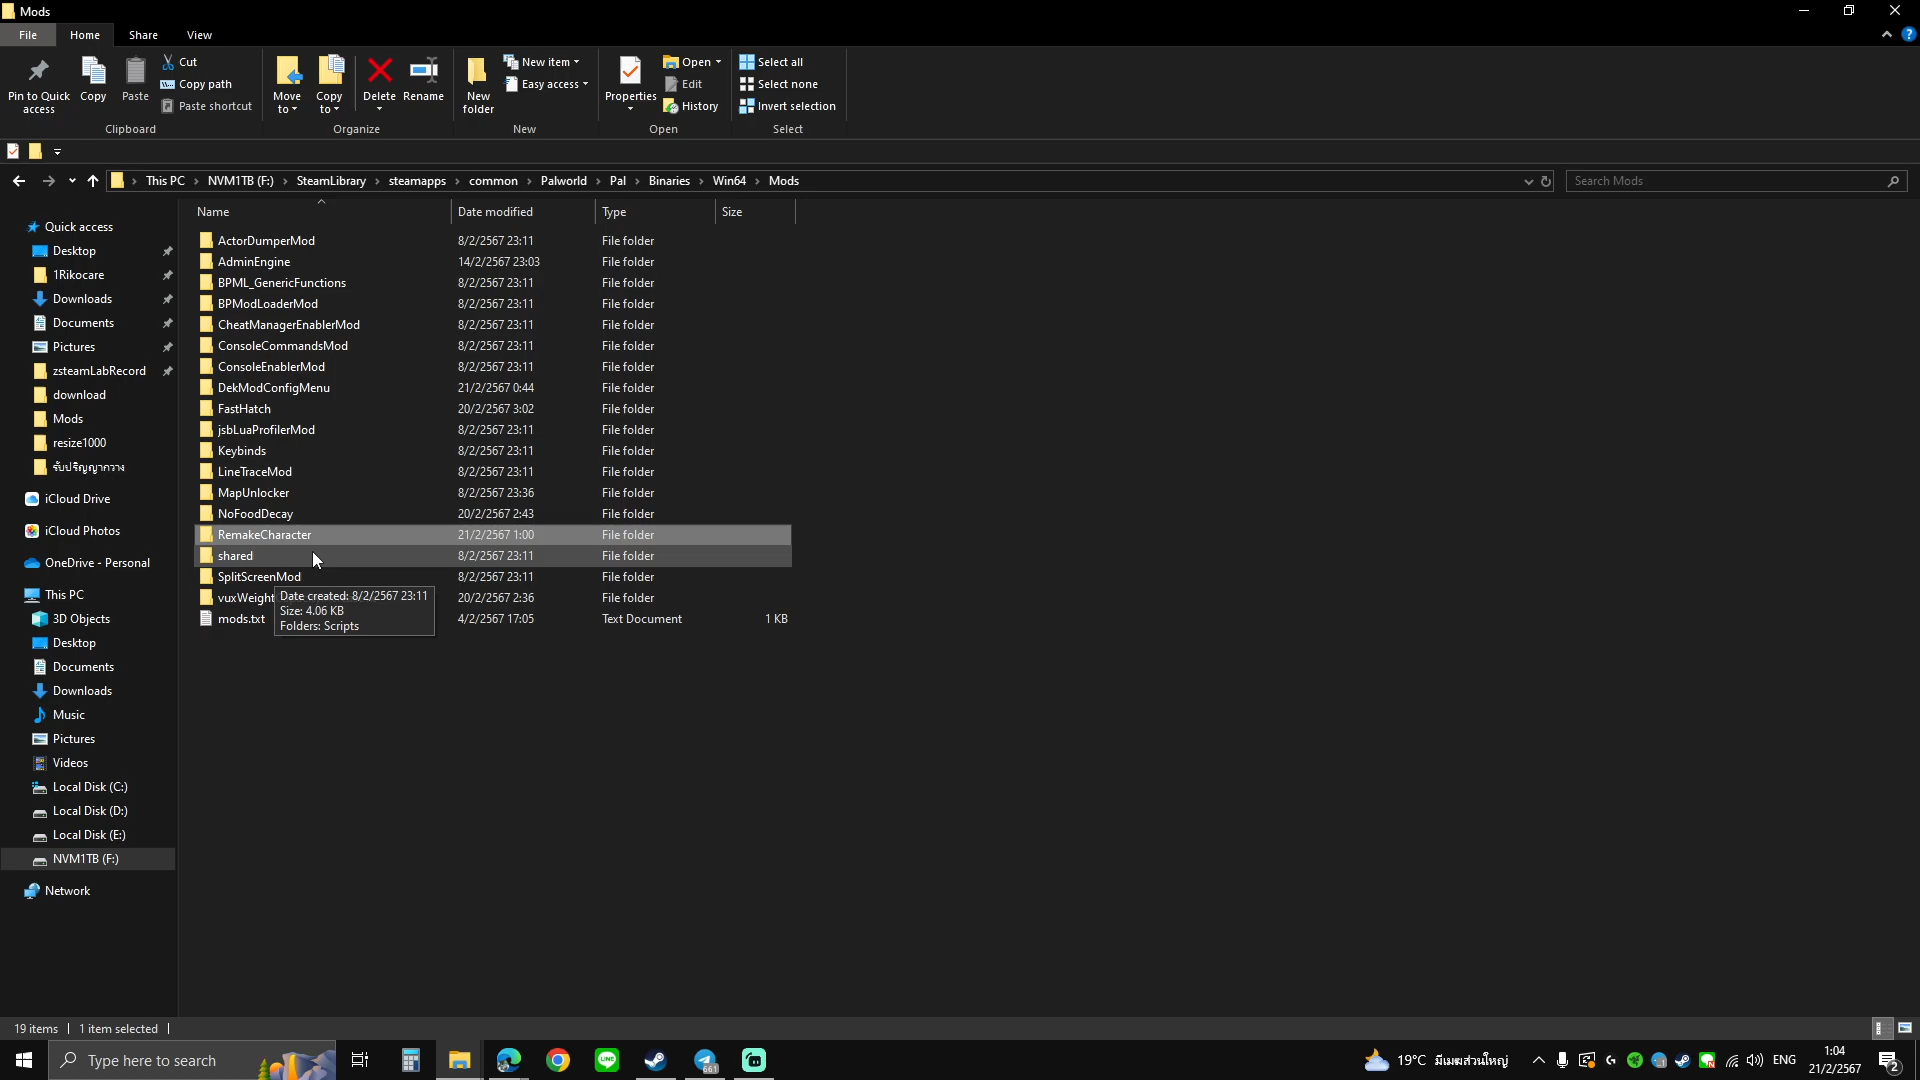 Mods
File Home Share View
Pin to Quick access
Copy
Paste
Cut
Copy path
Paste shortcut
Clipboard
Move to
Copy to
Delete
Rename
Organize
New folder
New item
Easy access
New
Properties
Open
Edit
History
Open
Select all
Select none
Invert selection
Select
This PC > NVM1TB (F:) > SteamLibrary > steamapps > common > Palworld > Pal > Binaries > Win64 > Mods
Search Mods
Name Date modified Type Size
ActorDumperMod 8/2/2567 23:11 File folder
AdminEngine 14/2/2567 23:03 File folder
BPML_GenericFunctions 8/2/2567 23:11 File folder
BPModLoaderMod 8/2/2567 23:11 File folder
CheatManagerEnablerMod 8/2/2567 23:11 File folder
ConsoleCommandsMod 8/2/2567 23:11 File folder
ConsoleEnablerMod 8/2/2567 23:11 File folder
DekModConfigMenu 21/2/2567 0:44 File folder
FastHatch 20/2/2567 3:02 File folder
jsbLuaProfilerMod 8/2/2567 23:11 File folder
Keybinds 8/2/2567 23:11 File folder
LineTraceMod 8/2/2567 23:11 File folder
MapUnlocker 8/2/2567 23:36 File folder
NoFoodDecay 20/2/2567 2:43 File folder
RemakeCharacter 21/2/2567 1:00 File folder
shared 8/2/2567 23:11 File folder
SplitScreenMod 8/2/2567 23:11 File folder
vuxWeight 20/2/2567 2:36 File folder
mods.txt 4/2/2567 17:05 Text Document 1 KB
Date created: 8/2/2567 23:11
Size: 4.06 KB
Folders: Scripts
Quick access
Desktop
1Rikocare
Downloads
Documents
Pictures
zsteamLabRecord
download
Mods
resize1000
iCloud Drive
iCloud Photos
OneDrive - Personal
This PC
3D Objects
Desktop
Documents
Downloads
Music
Pictures
Videos
Local Disk (C:)
Local Disk (D:)
Local Disk (E:)
NVM1TB (F:)
Network
19 items 1 item selected
Type here to search
661
19°C มีเมฆส่วนใหญ่
ENG
1:04
21/2/2567
2